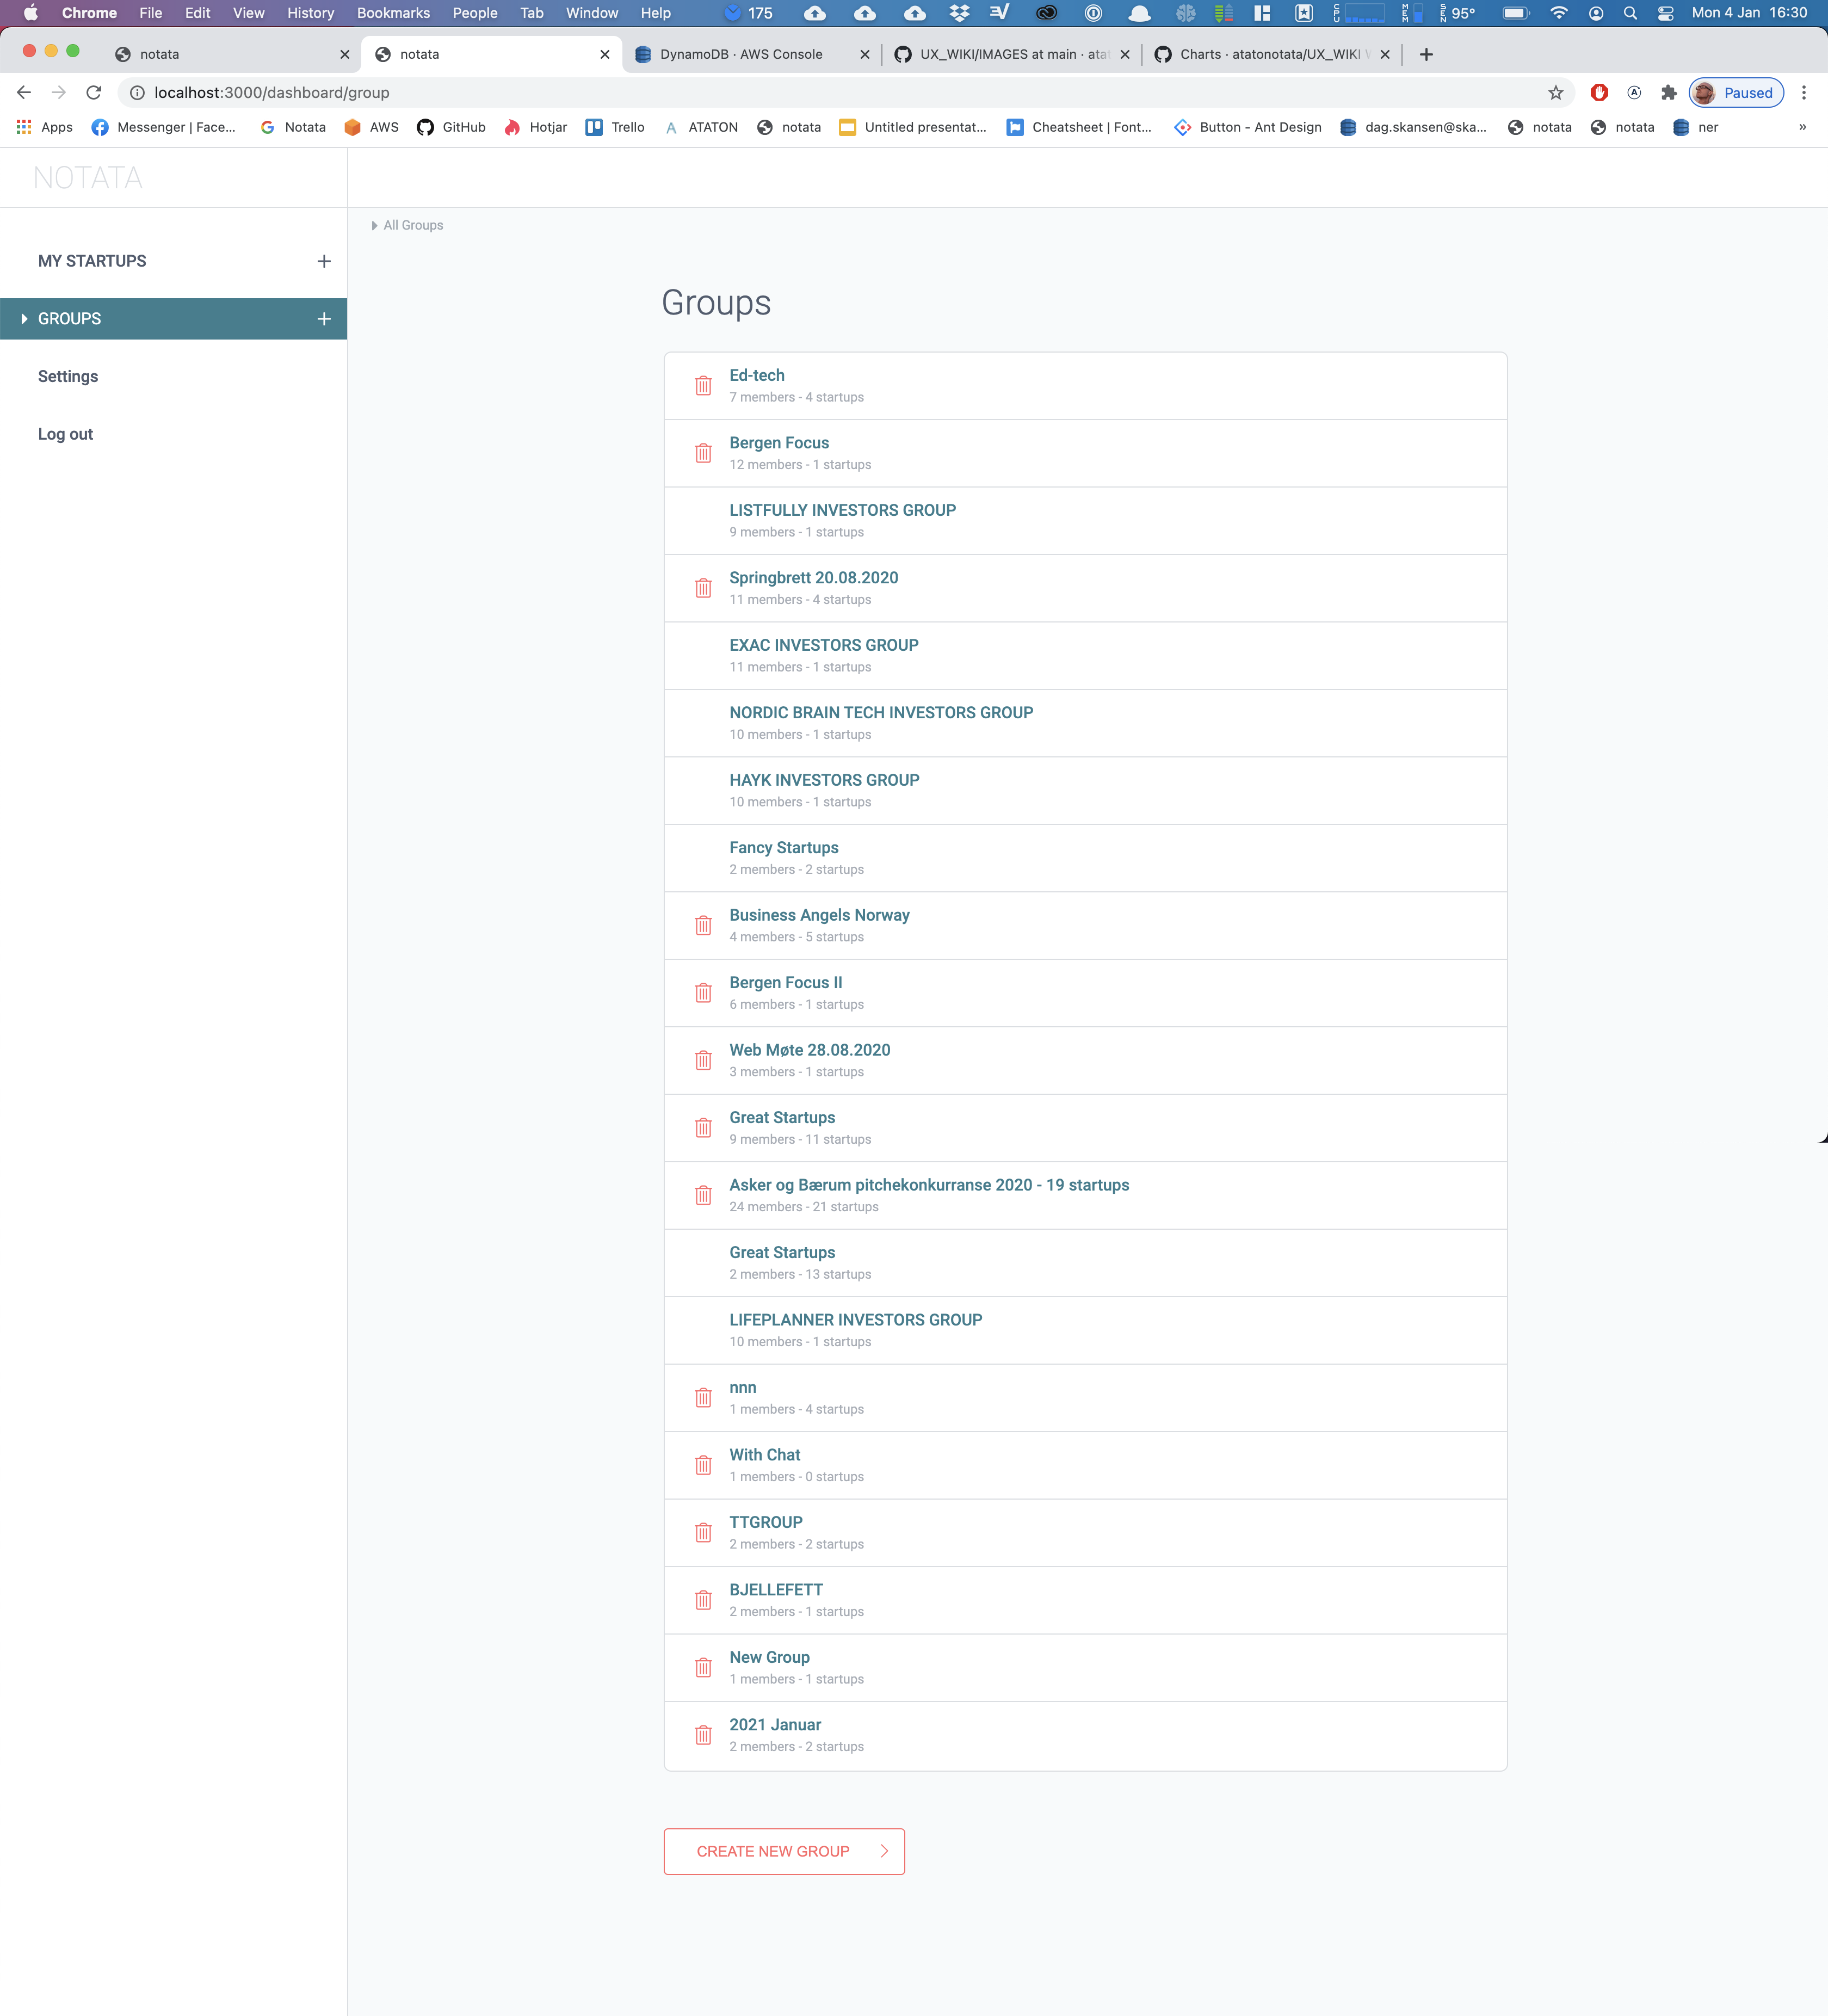 Chrome File Edit View History Bookmarks People Tab Window Help 175 CPU MEM SEN 95° Mon 4 Jan 16:30
notata notata DynamoDB · AWS Console UX_WIKI/IMAGES at main · atat Charts · atatonotata/UX_WIKI
localhost:3000/dashboard/group Paused
Apps Messenger | Face... Notata AWS GitHub Hotjar Trello ATATON notata Untitled presentat... Cheatsheet | Font... Button - Ant Design dag.skansen@ska... notata notata ner »
NOTATA
All Groups
MY STARTUPS
GROUPS
Settings
Log out
Groups
Ed-tech
7 members - 4 startups
Bergen Focus
12 members - 1 startups
LISTFULLY INVESTORS GROUP
9 members - 1 startups
Springbrett 20.08.2020
11 members - 4 startups
EXAC INVESTORS GROUP
11 members - 1 startups
NORDIC BRAIN TECH INVESTORS GROUP
10 members - 1 startups
HAYK INVESTORS GROUP
10 members - 1 startups
Fancy Startups
2 members - 2 startups
Business Angels Norway
4 members - 5 startups
Bergen Focus II
6 members - 1 startups
Web Møte 28.08.2020
3 members - 1 startups
Great Startups
9 members - 11 startups
Asker og Bærum pitchekonkurranse 2020 - 19 startups
24 members - 21 startups
Great Startups
2 members - 13 startups
LIFEPLANNER INVESTORS GROUP
10 members - 1 startups
nnn
1 members - 4 startups
With Chat
1 members - 0 startups
TTGROUP
2 members - 2 startups
BJELLEFETT
2 members - 1 startups
New Group
1 members - 1 startups
2021 Januar
2 members - 2 startups
CREATE NEW GROUP